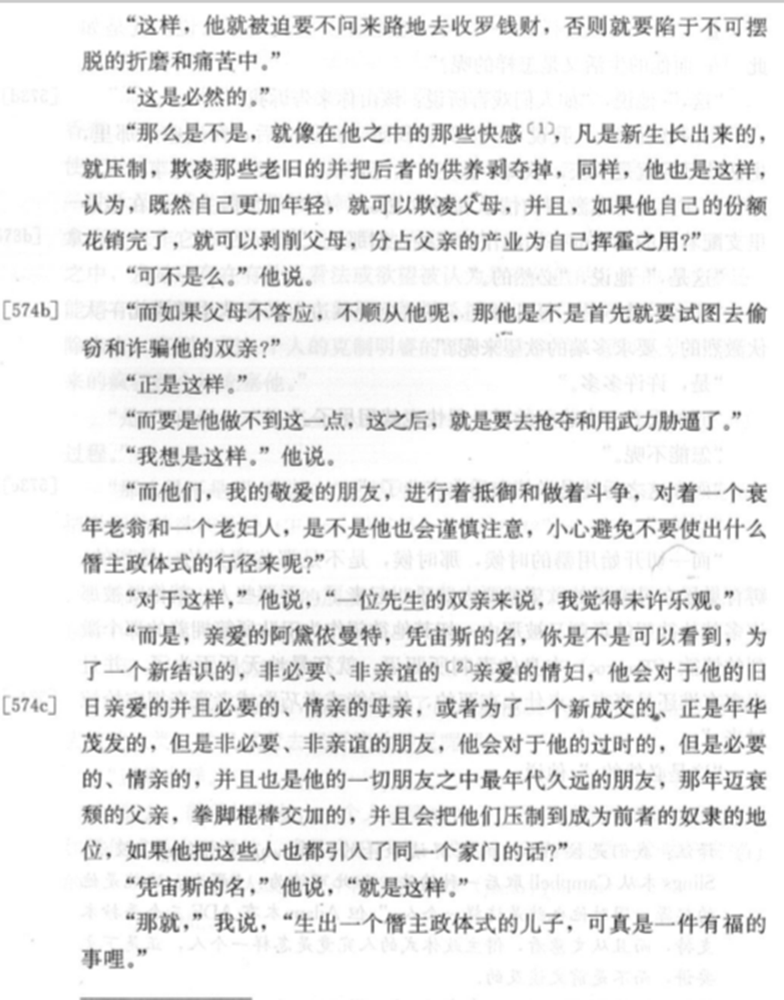 “这样，他就被迫要不问来路地去收罗钱财，否则就要陷于不可摆
脱的折磨和痛苦中。”
“这是必然的。”
“那么是不是，就像在他之中的那些快感〔1〕，凡是新生长出来的，
就压制，欺凌那些老旧的并把后者的供养剥夺掉，同样，他也是这样，
认为，既然自己更加年轻，就可以欺凌父母，并且，如果他自己的份额
花销完了，就可以剥削父母，分占父亲的产业为自己挥霍之用?”
“可不是么。”他说。
[574b] “而如果父母不答应，不顺从他呢，那他是不是首先就要试图去偷
窃和诈骗他的双亲?”
“正是这样。”
“而要是他做不到这一点，这之后，就是要去抢夺和用武力胁逼了。”
“我想是这样。” 他说。
“而他们，我的敬爱的朋友，进行着抵御和做着斗争，对着一个衰
年老翁和一个老妇人，是不是他也会谨慎注意，小心避免不要使出什么
僭主政体式的行径来呢?”
“对于这样，” 他说，“一位先生的双亲来说，我觉得未许乐观。”
“而是，亲爱的阿黛依曼特，凭宙斯的名，你是不是可以看到，为
了一个新结识的，非必要、非亲谊的〔2〕亲爱的情妇，他会对于他的旧
[574c] 日亲爱的并且必要的、情亲的母亲，或者为了一个新成交的、正是年华
茂发的，但是非必要、非亲谊的朋友，他会对于他的过时的，但是必要
的、情亲的，并且也是他的一切朋友之中最年代久远的朋友，那年迈衰
颓的父亲，拳脚棍棒交加的，并且会把他们压制到成为前者的奴隶的地
位，如果他把这些人也都引入了同一个家门的话?”
“凭宙斯的名，” 他说，“就是这样。”
“那就，” 我说，“生出一个僭主政体式的儿子，可真是一件有福的
事哩。”